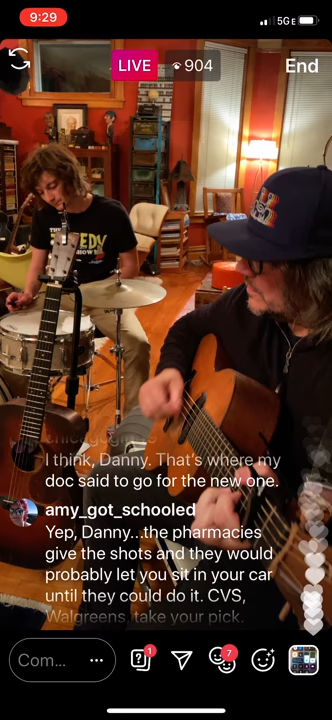 9:29
5GE
LIVE
904
End
I think, Danny. That's where my
doc said to go for the new one.
amy_got_schooled
Yep, Danny...the pharmacies
give the shots and they would
probably let you sit in your car
until they could do it. CVS,
Walgreens, take your pick.
Com...
1
7